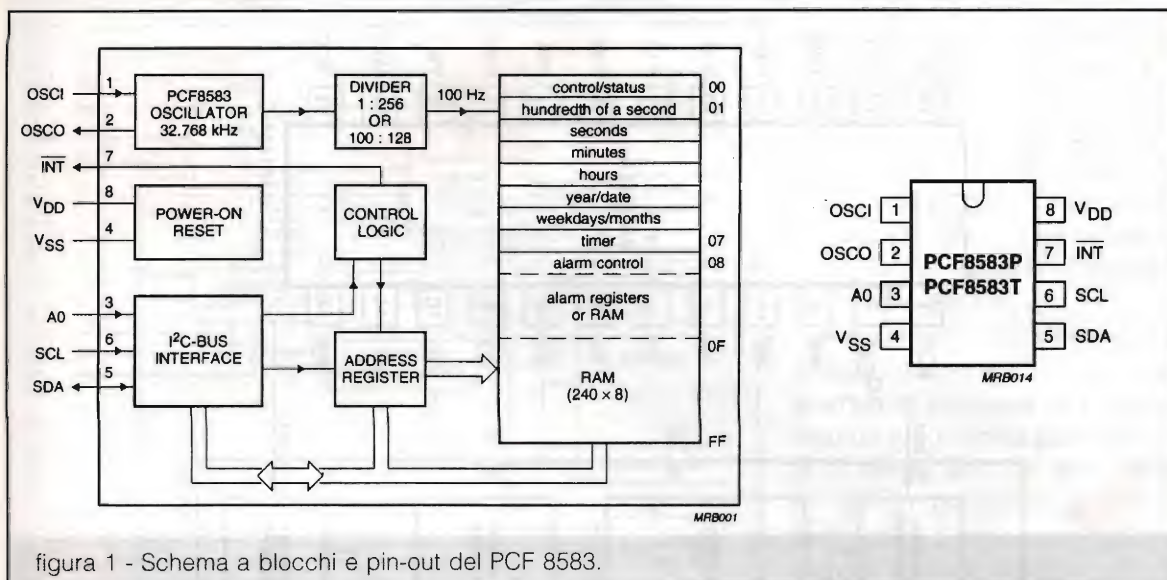 OSCI
1
OSCO
2
INT
7
V_DD
8
V_SS
4
A0
3
SCL
6
SDA
5
PCF8583
OSCILLATOR
32.768 kHz
DIVIDER
1 : 256
OR
100 : 128
100 Hz
POWER-ON
RESET
CONTROL
LOGIC
I²C-BUS
INTERFACE
ADDRESS
REGISTER
control/status 00
hundredth of a second 01
seconds
minutes
hours
year/date
weekdays/months
timer 07
alarm control 08
alarm registers
or RAM
0F
RAM
(240 × 8)
FF
MRB001
OSCI 1
OSCO 2
A0 3
V_SS 4
PCF8583P
PCF8583T
8 V_DD
7 INT
6 SCL
5 SDA
MRB014
figura 1 - Schema a blocchi e pin-out del PCF 8583.